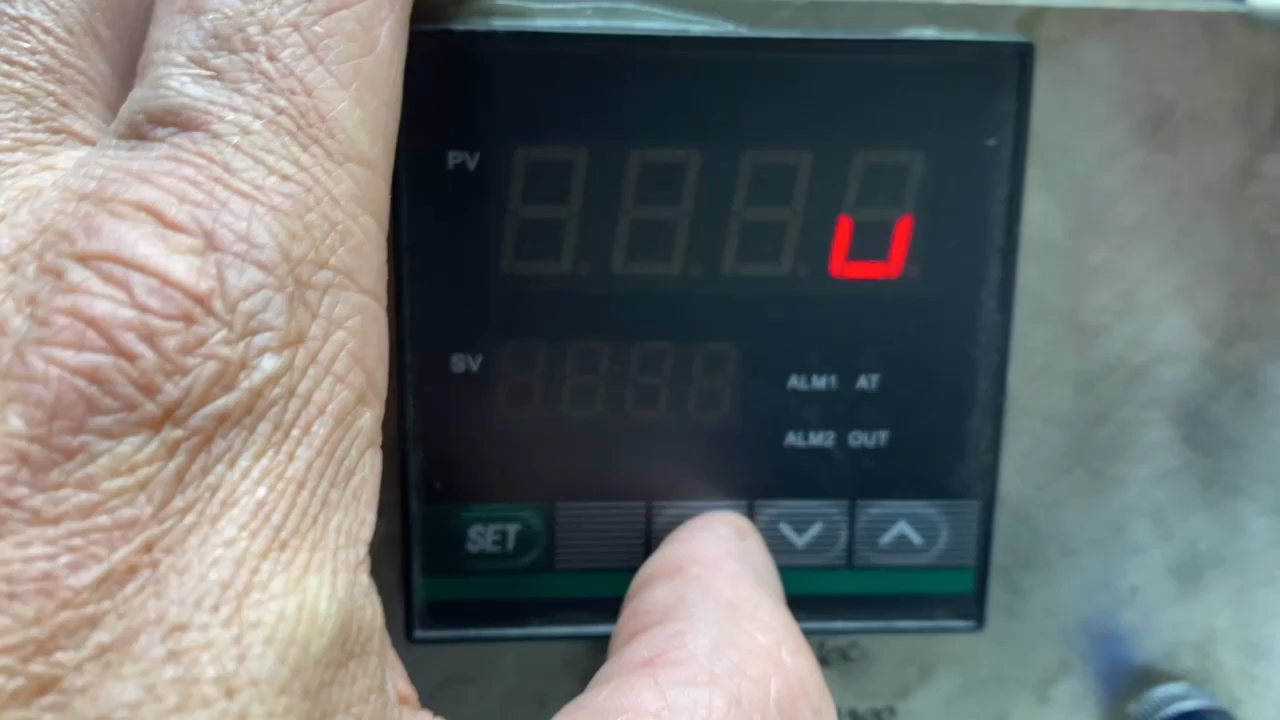 PV
u
SV
ALM1 AT
ALM2 OUT
SET